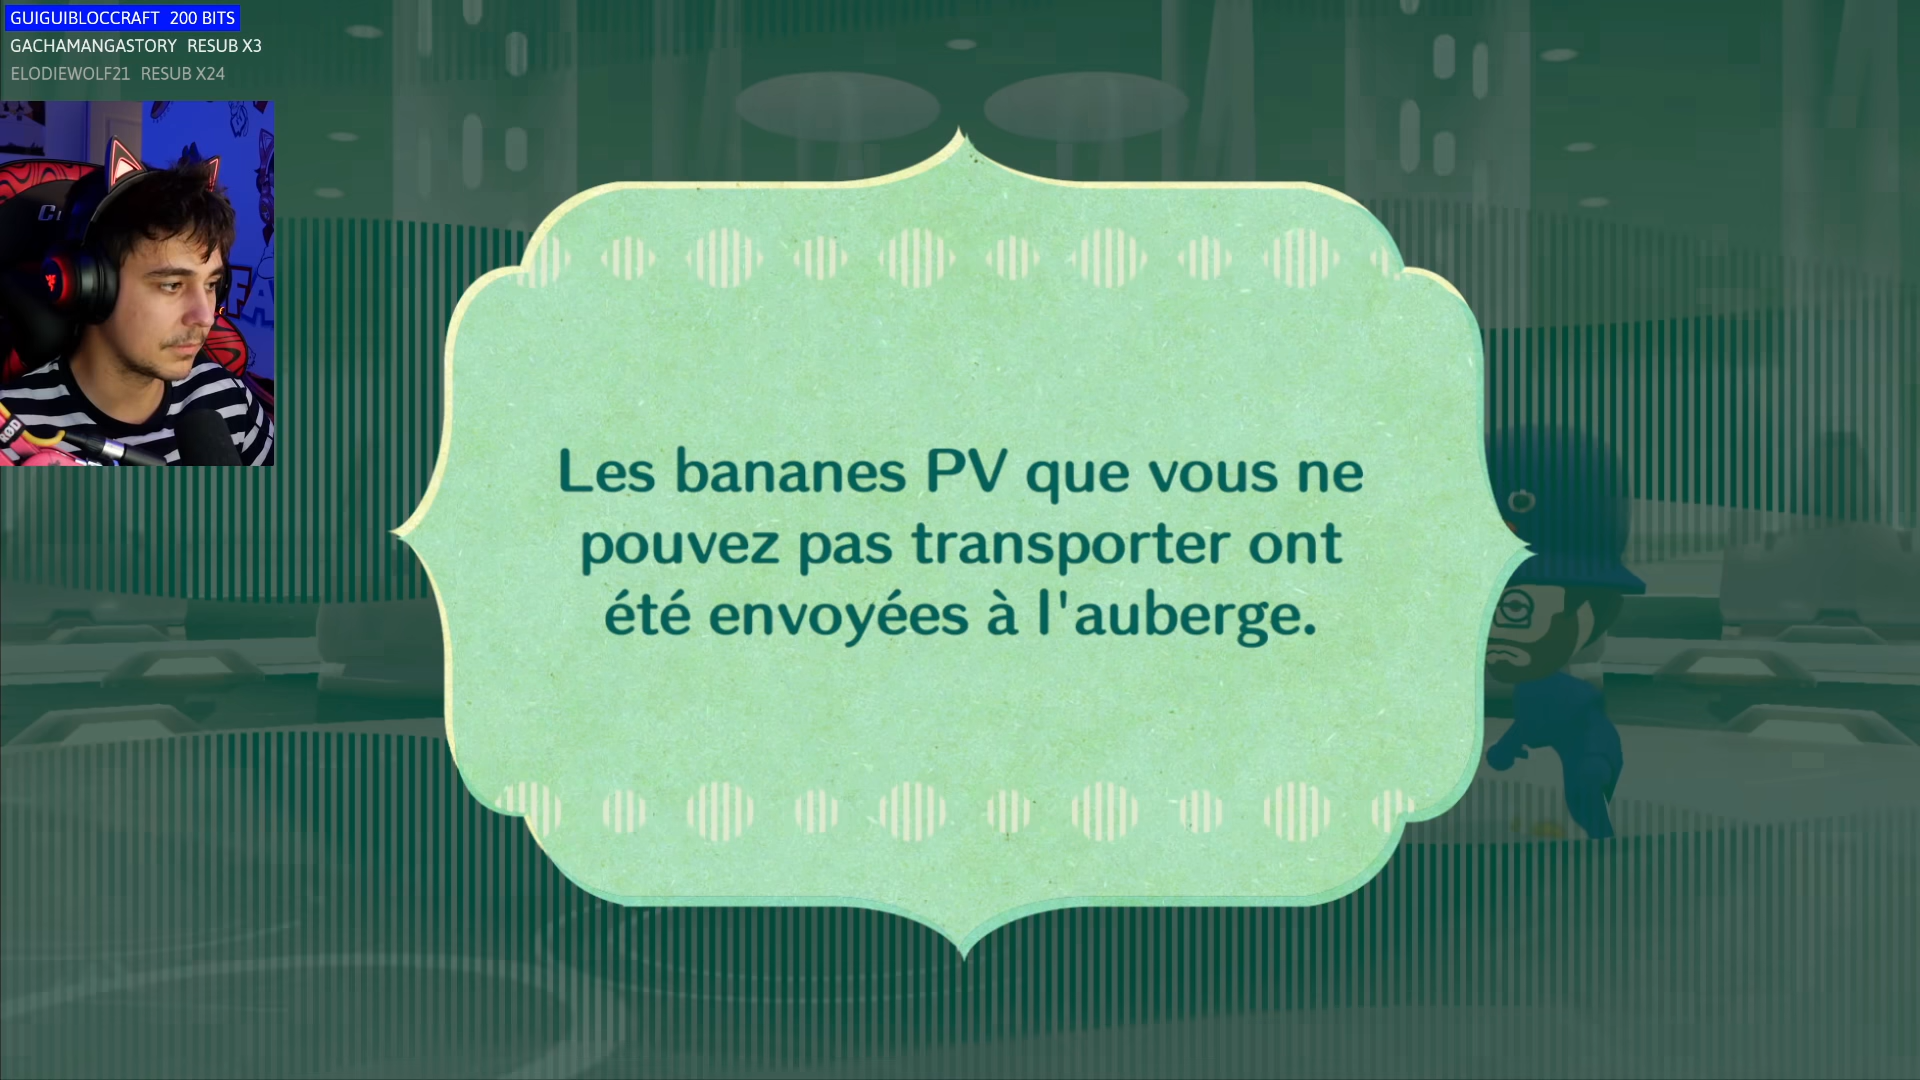 GUIGUIBLOCCRAFT 200 BITS
GACHAMANGASTORY RESUB X3
ELODIEWOLF21 RESUB X24
RØD
Les bananes PV que vous ne
pouvez pas transporter ont
été envoyées à l'auberge.